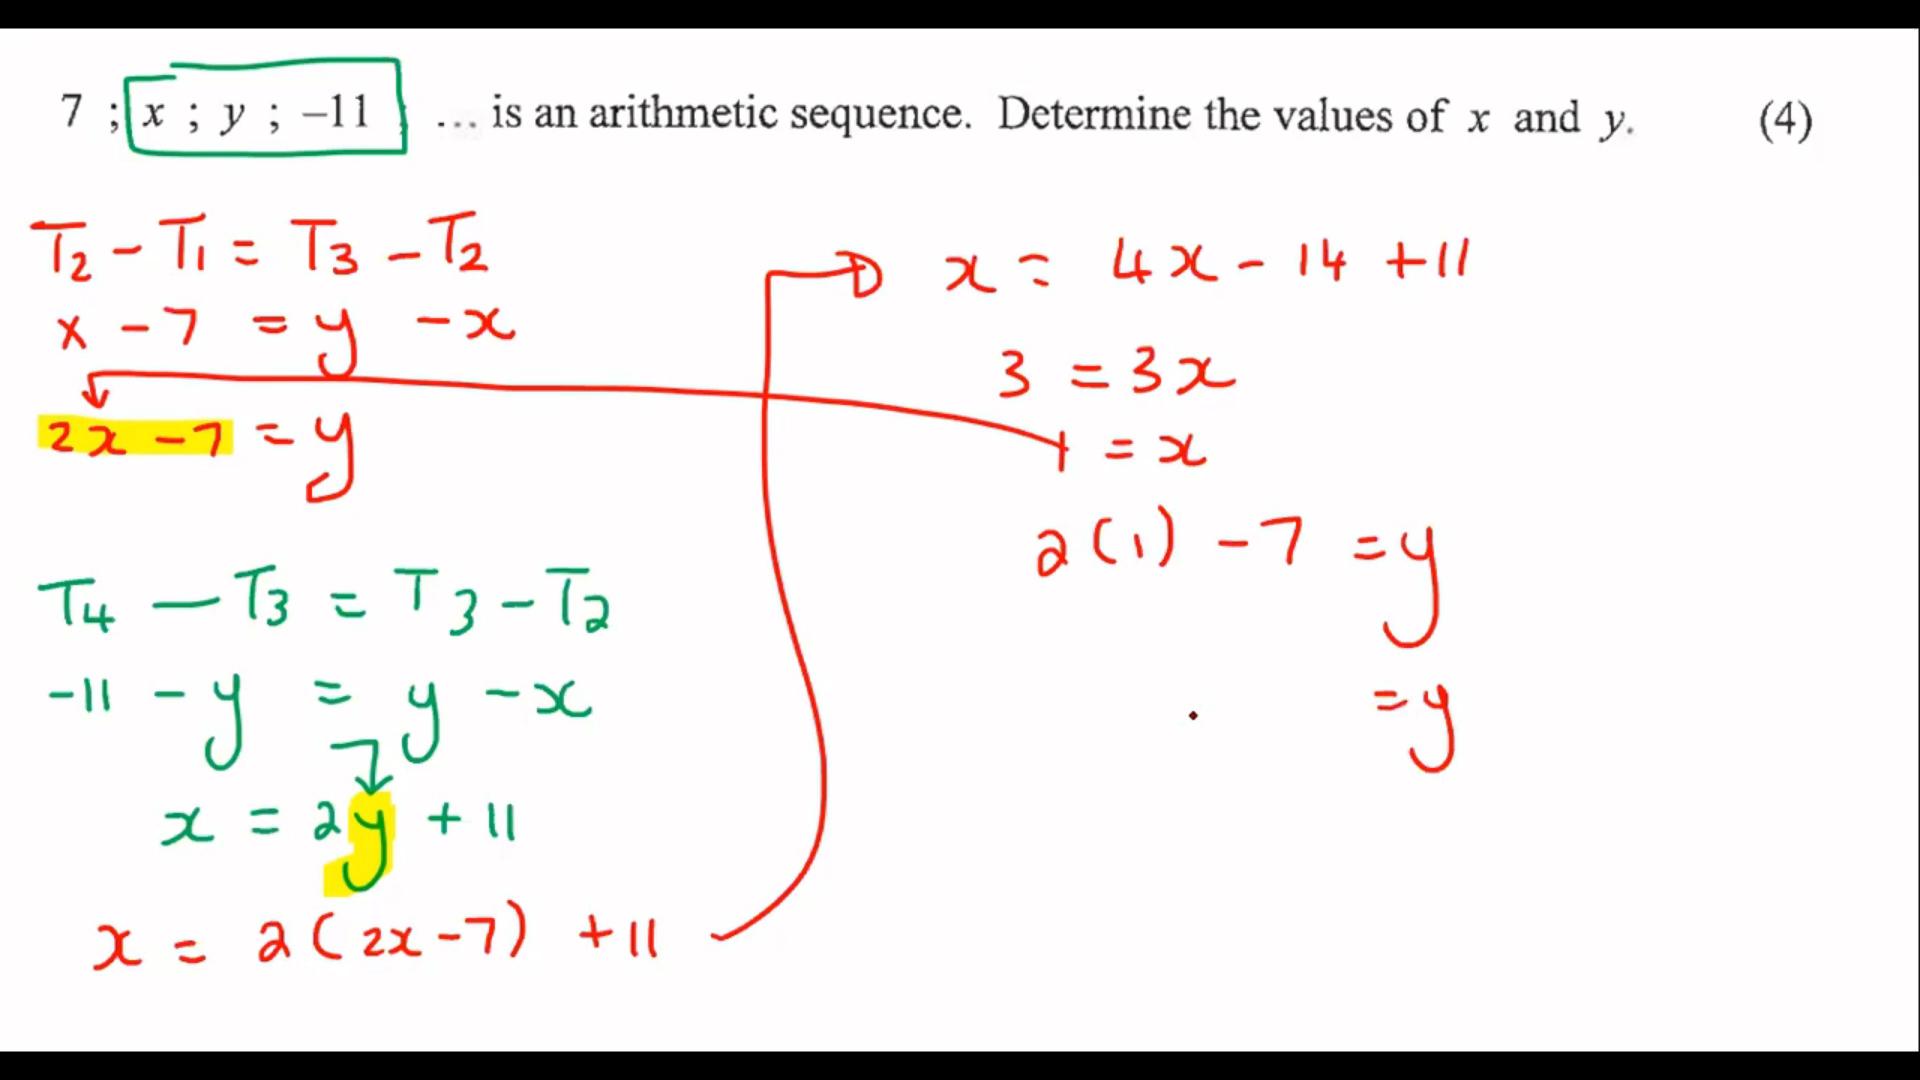 7 ; x ; y ; –11 ; … is an arithmetic sequence. Determine the values of x and y. (4)
T2 - T1 = T3 - T2
x - 7 = y - x
2x - 7 = y
T4 - T3 = T3 - T2
-11 - y = y - x
x = 2y + 11
x = 2(2x - 7) + 11
x = 4x - 14 + 11
3 = 3x
1 = x
2(1) - 7 = y
= y